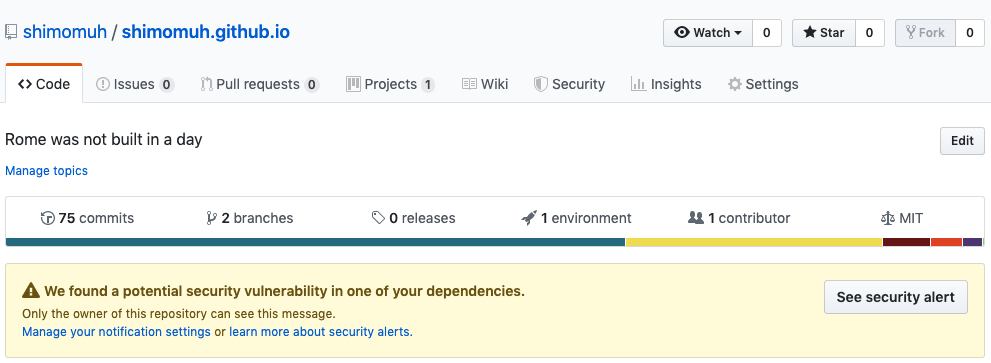 shimomuh / shimomuh.github.io Watch 0 Star 0 Fork 0
Code Issues 0 Pull requests 0 Projects 1 Wiki Security Insights Settings
Rome was not built in a day Edit
Manage topics
75 commits 2 branches 0 releases 1 environment 1 contributor MIT
We found a potential security vulnerability in one of your dependencies.
See security alert
Only the owner of this repository can see this message.
Manage your notification settings or learn more about security alerts.